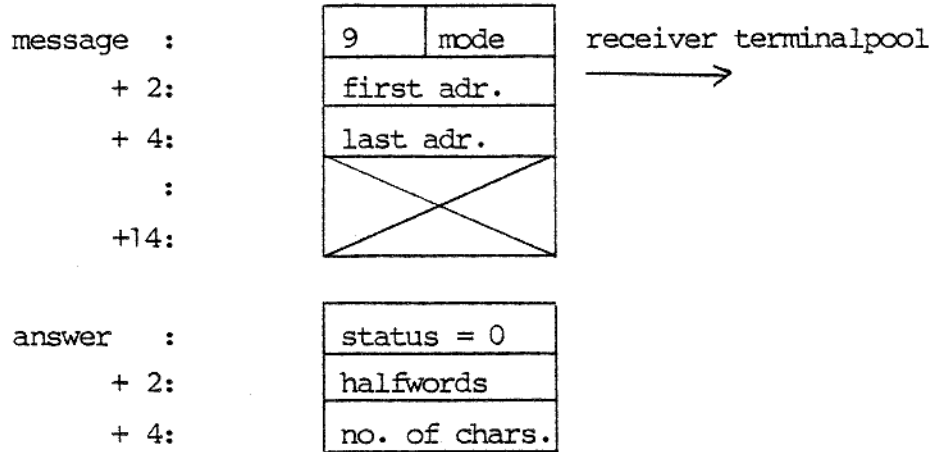 message : 9 mode receiver terminalpool
+ 2: first adr.
+ 4: last adr.
:
+14:
answer : status = 0
+ 2: halfwords
+ 4: no. of chars.